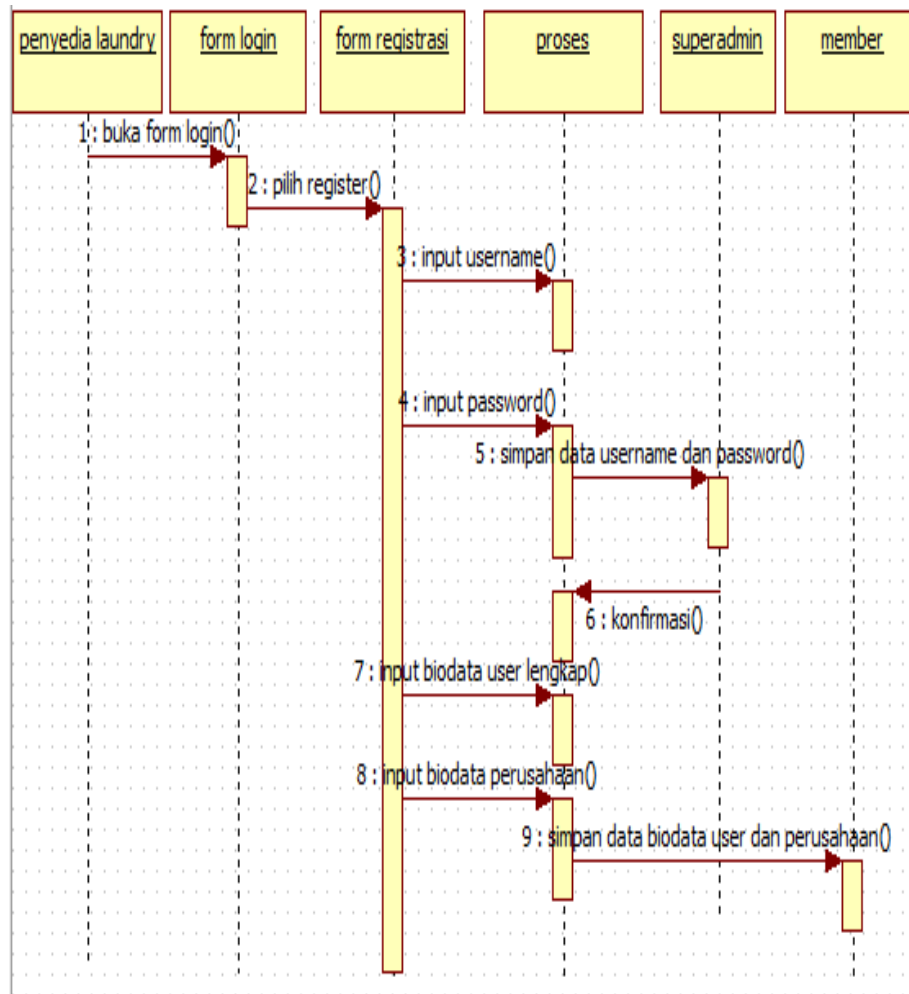 penyedia laundry
form login
form registrasi
proses
superadmin
member
1 : buka form login()
2 : pilih register()
3 : input username()
4 : input password()
5 : simpan data username dan password()
6 : konfirmasi()
7 : input biodata user lengkap()
8 : input biodata perusahaan()
9 : simpan data biodata user dan perusahaan()